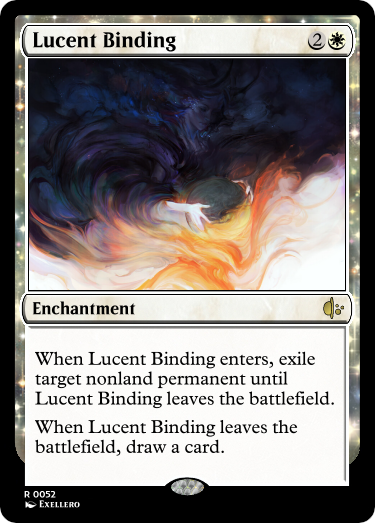 Lucent Binding 2
Enchantment
When Lucent Binding enters, exile
target nonland permanent until
Lucent Binding leaves the battlefield.
When Lucent Binding leaves the
battlefield, draw a card.
R 0052
Exellero